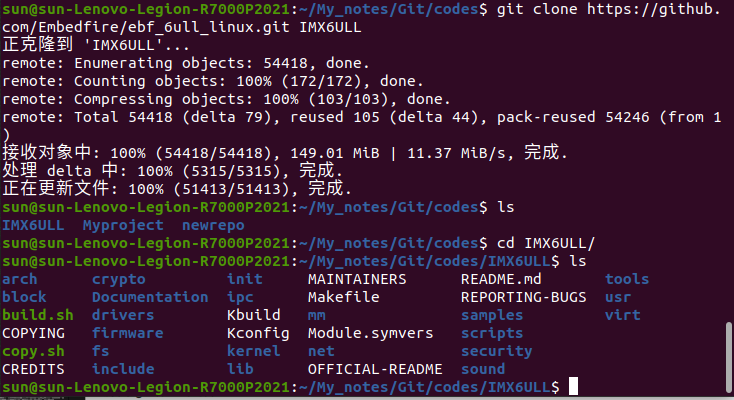 sun@sun-Lenovo-Legion-R7000P2021:~/My_notes/Git/codes$ git clone https://github.
com/Embedfire/ebf_6ull_linux.git IMX6ULL
正克隆到 'IMX6ULL'...
remote: Enumerating objects: 54418, done.
remote: Counting objects: 100% (172/172), done.
remote: Compressing objects: 100% (103/103), done.
remote: Total 54418 (delta 79), reused 105 (delta 44), pack-reused 54246 (from 1
)
接收对象中: 100% (54418/54418), 149.01 MiB | 11.37 MiB/s, 完成.
处理 delta 中: 100% (5315/5315), 完成.
正在更新文件: 100% (51413/51413), 完成.
sun@sun-Lenovo-Legion-R7000P2021:~/My_notes/Git/codes$ ls
IMX6ULL  Myproject  newrepo
sun@sun-Lenovo-Legion-R7000P2021:~/My_notes/Git/codes$ cd IMX6ULL/
sun@sun-Lenovo-Legion-R7000P2021:~/My_notes/Git/codes/IMX6ULL$ ls
arch      crypto         init      MAINTAINERS      README.md       tools
block     Documentation  ipc       Makefile         REPORTING-BUGS  usr
build.sh  drivers        Kbuild    mm               samples         virt
COPYING   firmware       Kconfig   Module.symvers   scripts
copy.sh   fs             kernel    net              security
CREDITS   include        lib       OFFICIAL-README  sound
sun@sun-Lenovo-Legion-R7000P2021:~/My_notes/Git/codes/IMX6ULL$